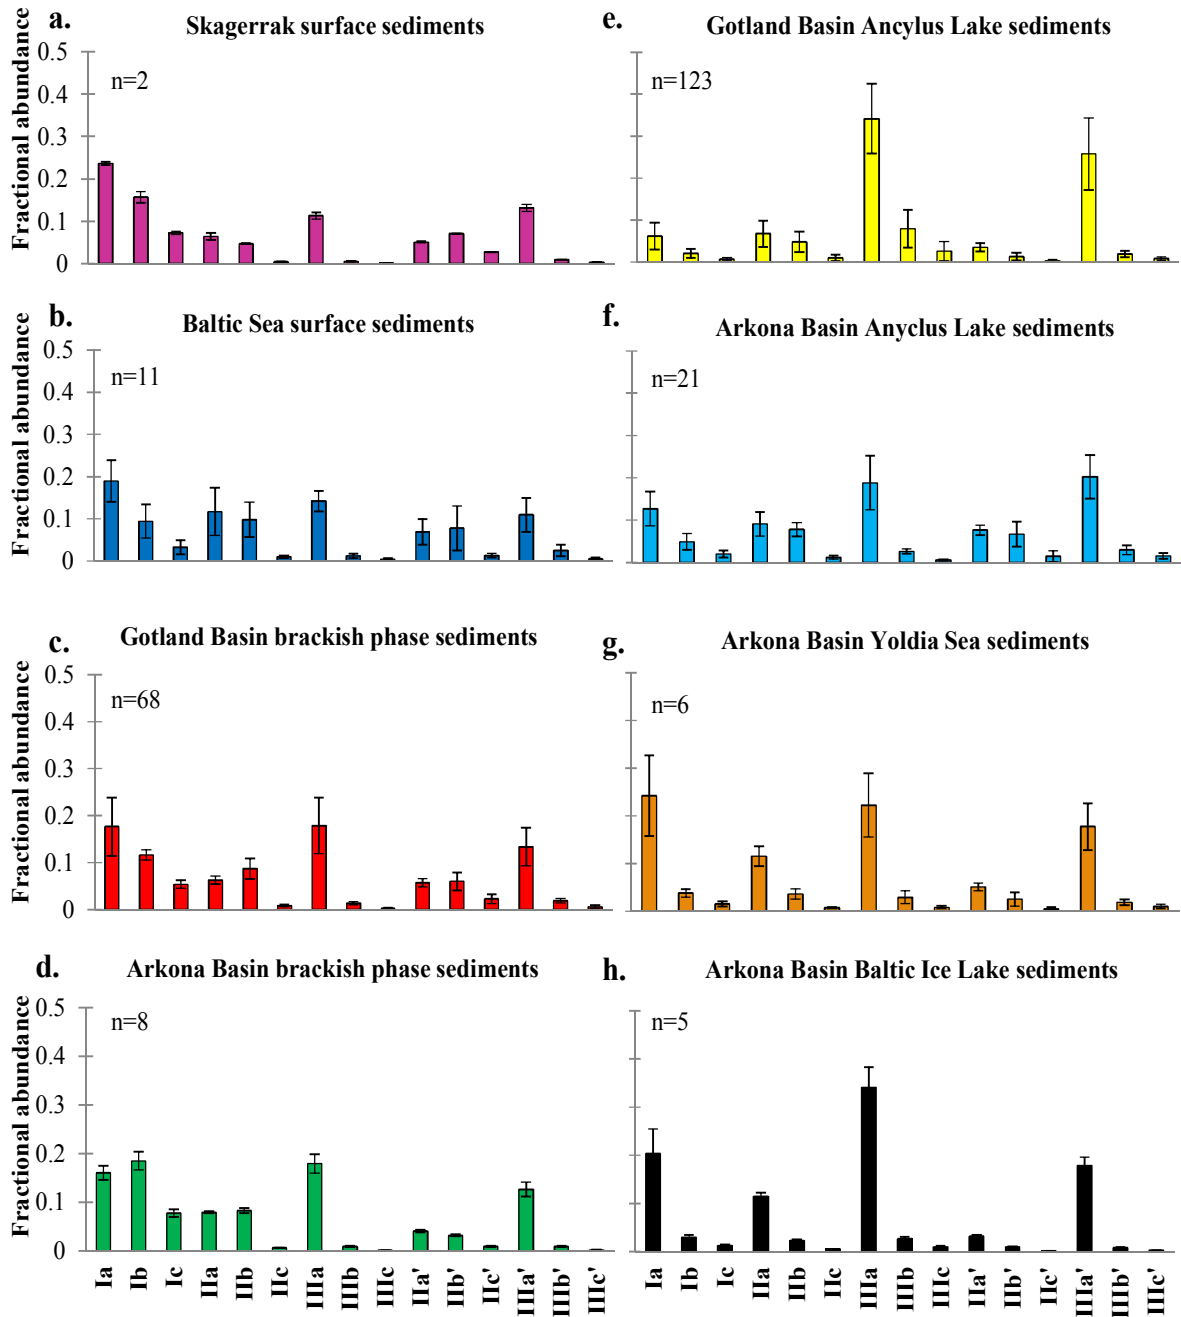 a.
Skagerrak surface sediments
Fractional abundance
0.5
0.4
0.3
0.2
0.1
0
n=2
e.
Gotland Basin Ancylus Lake sediments
n=123
b.
Baltic Sea surface sediments
Fractional abundance
0.5
0.4
0.3
0.2
0.1
0
n=11
f.
Arkona Basin Anyclus Lake sediments
n=21
c.
Gotland Basin brackish phase sediments
Fractional abundance
0.5
0.4
0.3
0.2
0.1
0
n=68
g.
Arkona Basin Yoldia Sea sediments
n=6
d.
Arkona Basin brackish phase sediments
Fractional abundance
0.5
0.4
0.3
0.2
0.1
0
n=8
Ia
Ib
Ic
IIa
IIb
IIc
IIIa
IIIb
IIIc
IIa'
IIb'
IIc'
IIIa'
IIIb'
IIIc'
h.
Arkona Basin Baltic Ice Lake sediments
n=5
Ia
Ib
Ic
IIa
IIb
IIc
IIIa
IIIb
IIIc
IIa'
IIb'
IIc'
IIIa'
IIIb'
IIIc'